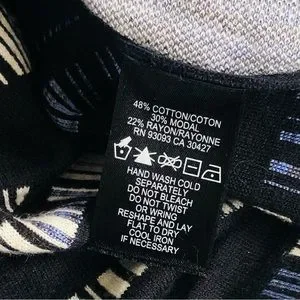 48% COTTON/COTON
30% MODAL
22% RAYON/RAYONNE
RN 93093 CA 30427
HAND WASH COLD
SEPARATELY
DO NOT BLEACH
DO NOT TWIST
OR WRING
RESHAPE AND LAY
FLAT TO DRY
COOL IRON
IF NECESSARY